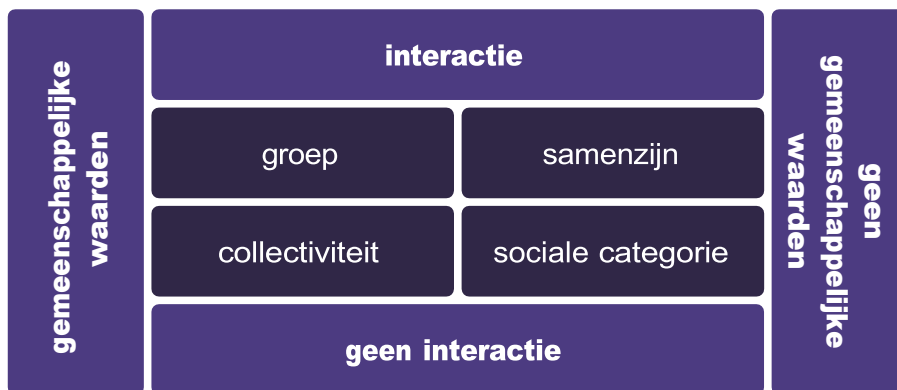 gemeenschappelijke
waarden
interactie
groep
samenzijn
collectiviteit
sociale categorie
geen interactie
geen
gemeenschappelijke
waarden